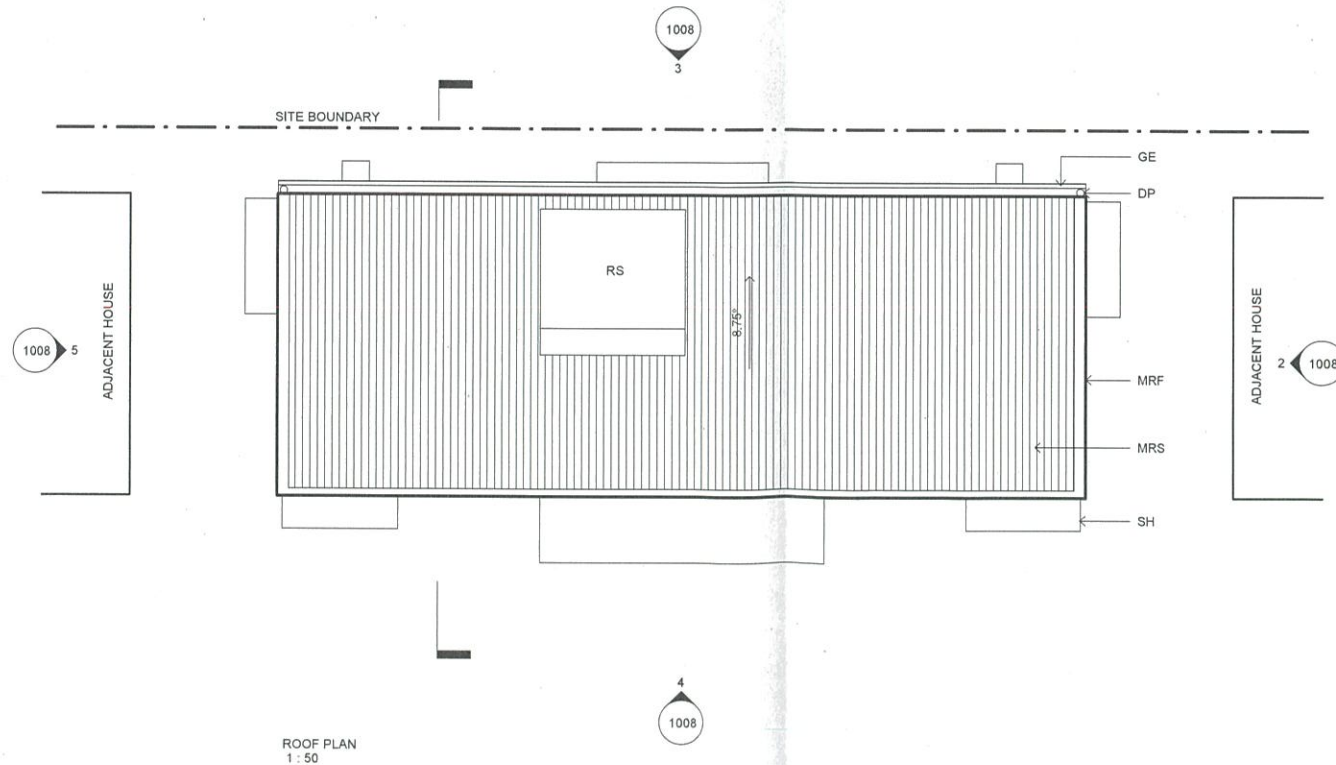 1008
3
SITE BOUNDARY
GE
DP
RS
8.75°
ADJACENT HOUSE
1008 5
ADJACENT HOUSE
2 1008
MRF
MRS
SH
4
1008
ROOF PLAN
1 : 50